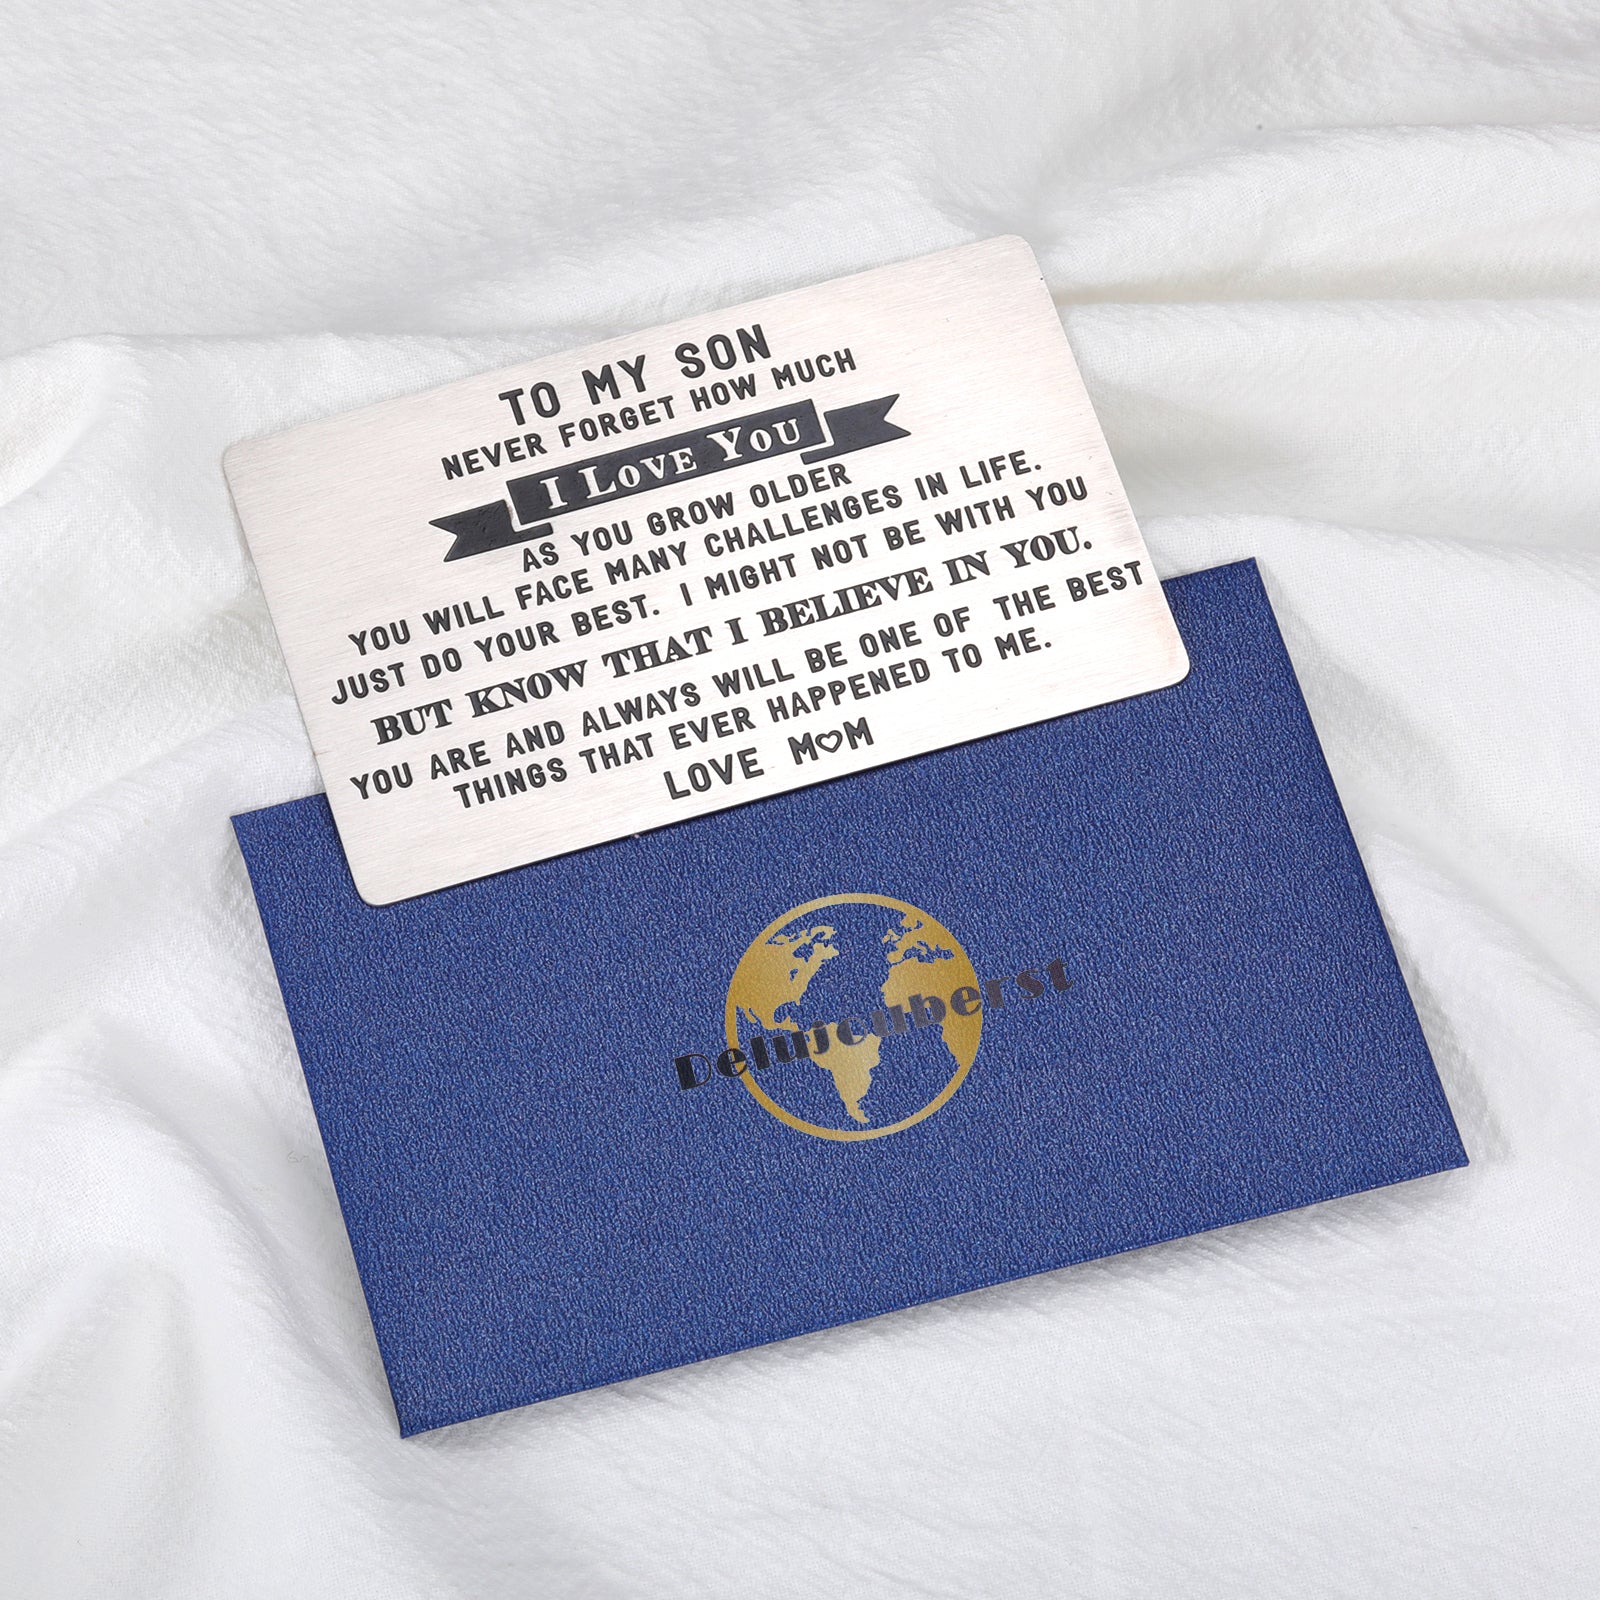 TO MY SON
NEVER FORGET HOW MUCH
I LOVE YOU
AS YOU GROW OLDER
YOU WILL FACE MANY CHALLENGES IN LIFE.
JUST DO YOUR BEST. I MIGHT NOT BE WITH YOU
BUT KNOW THAT I BELIEVE IN YOU.
YOU ARE AND ALWAYS WILL BE ONE OF THE BEST
THINGS THAT EVER HAPPENED TO ME.
LOVE M♡M
Delujouberst